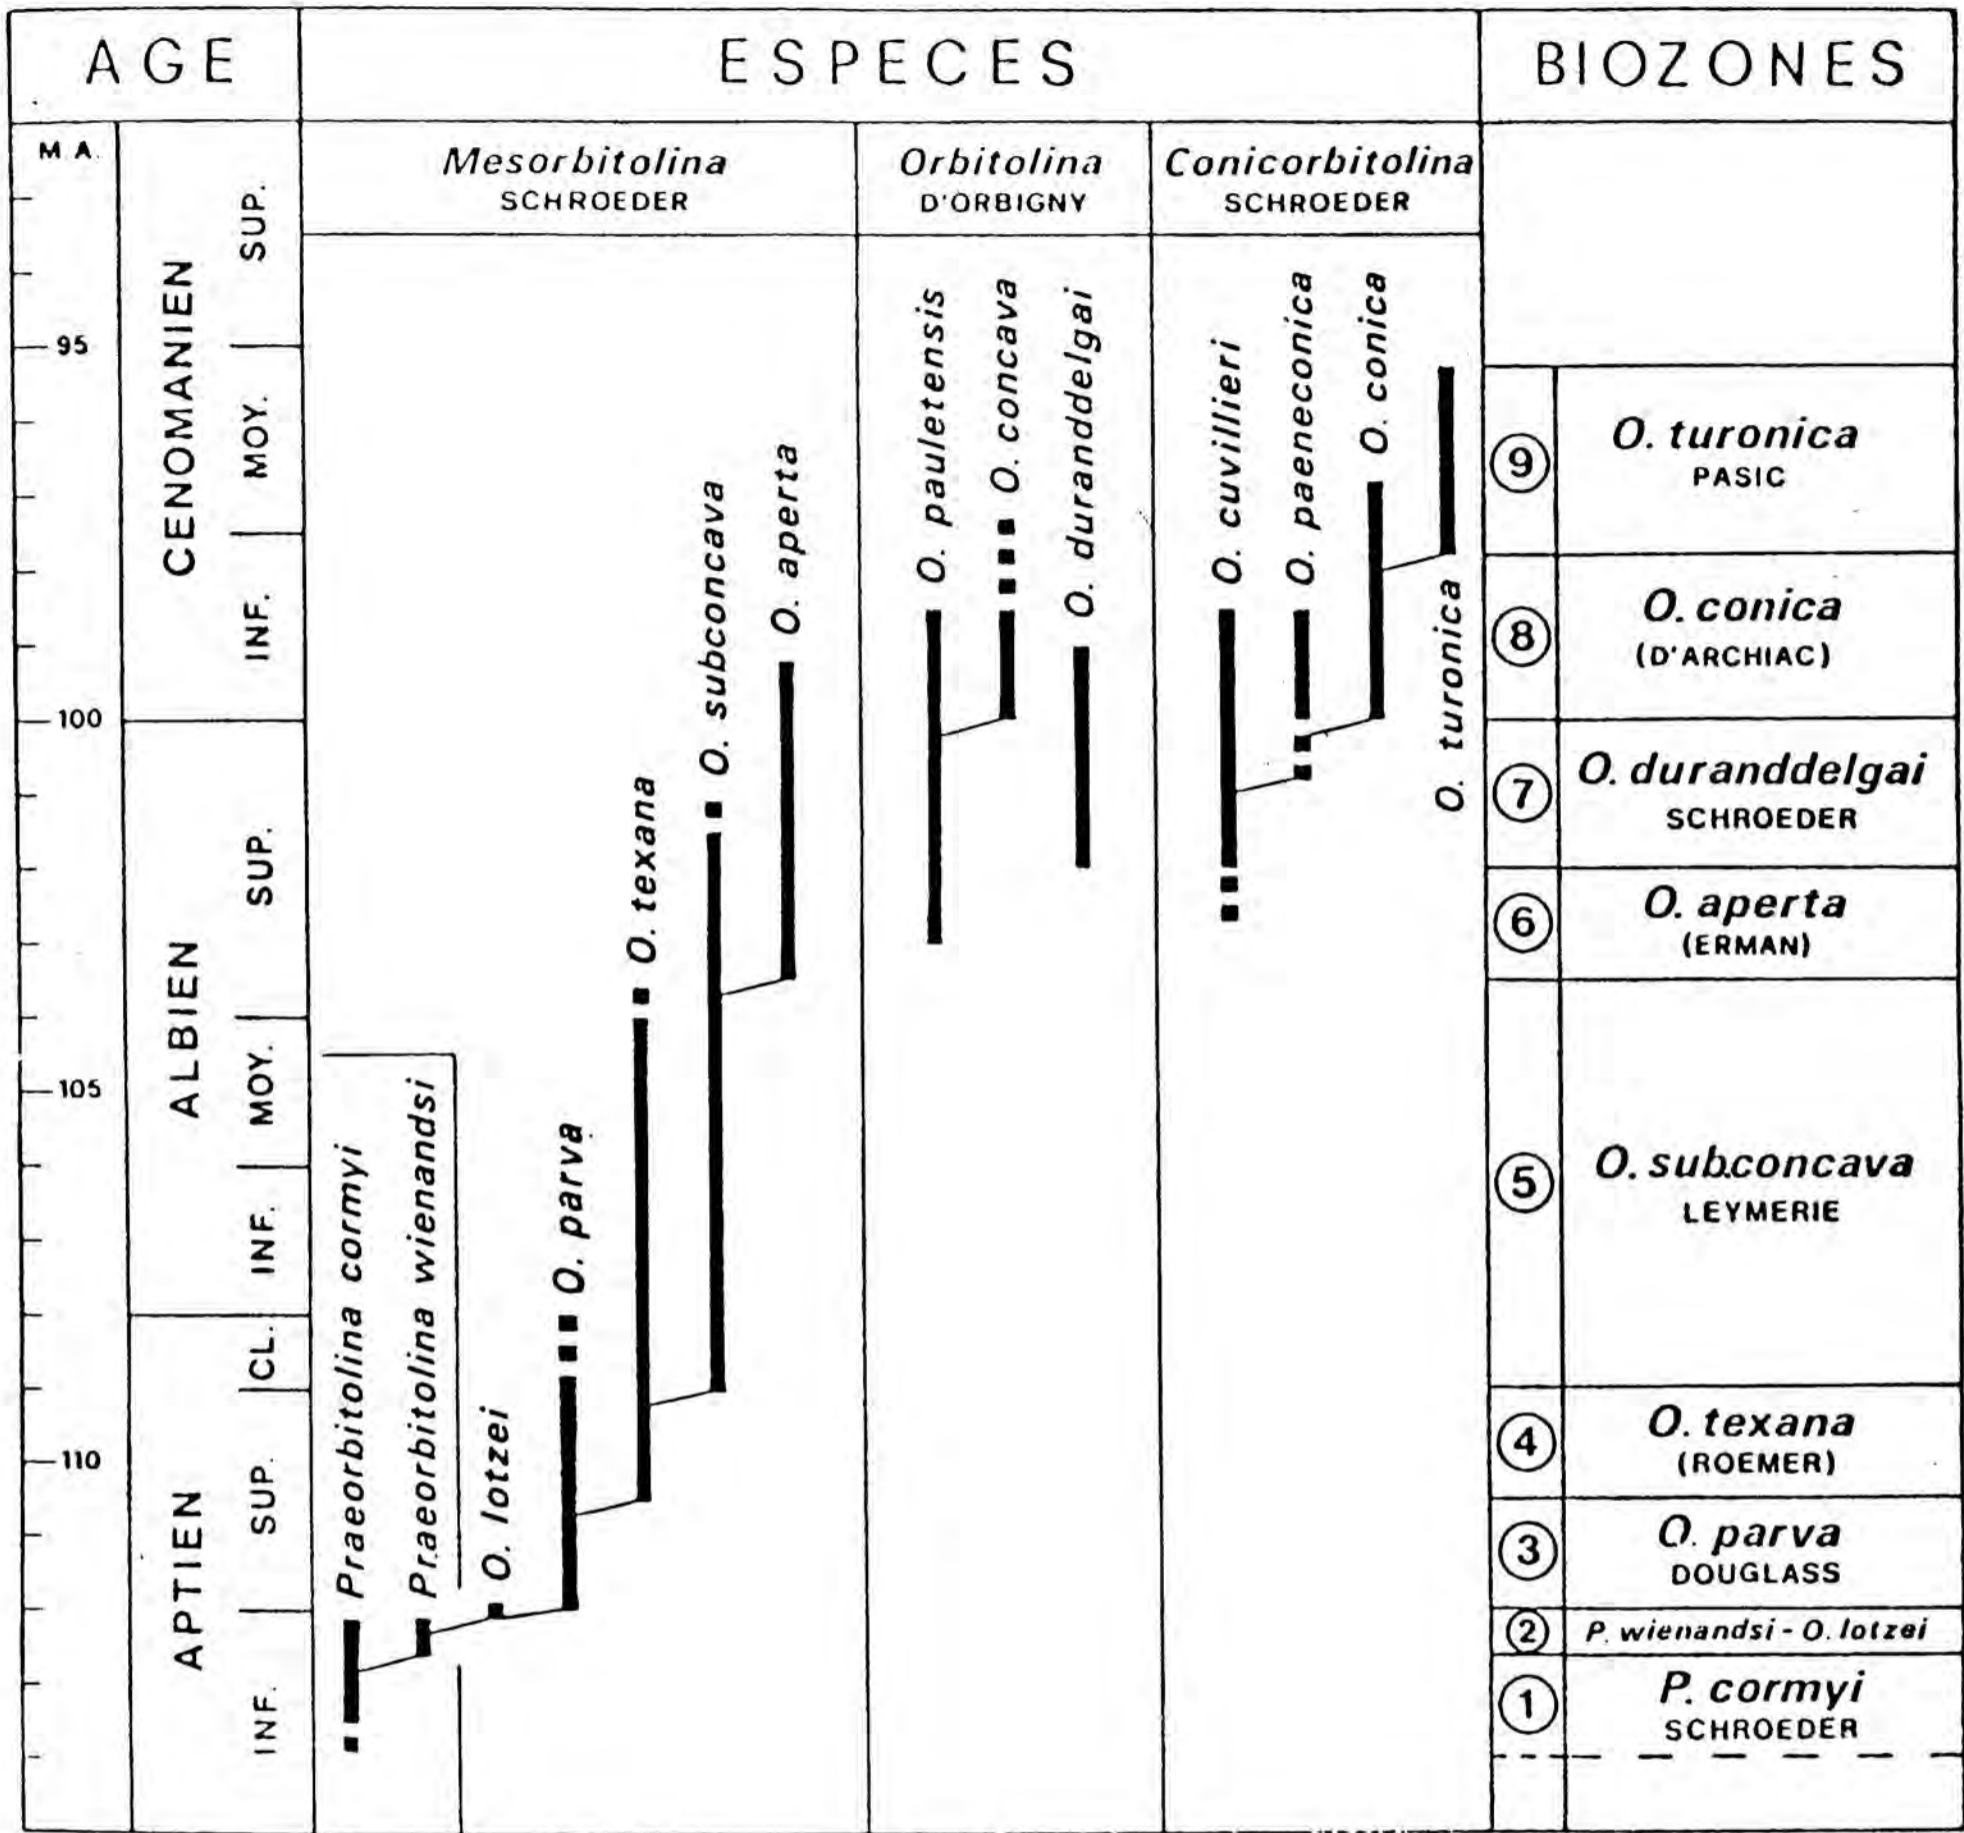 AGE
ESPECES
BIOZONES
M.A.
95
100
105
110
CENOMANIEN
SUP.
MOY.
INF.
ALBIEN
SUP.
MOY.
INF.
APTIEN
CL.
SUP.
INF.
Mesorbitolina
SCHROEDER
Orbitolina
D'ORBIGNY
Conicorbitolina
SCHROEDER
Praeorbitolina cormyi
Praeorbitolina wienandsi
O. lotzei
O. parva
O. texana
O. subconcava
O. aperta
O. pauletensis
O. concava
O. duranddelgai
O. cuvillieri
O. paeneconica
O. conica
O. turonica
9
O. turonica
PASIC
8
O. conica
(D'ARCHIAC)
7
O. duranddelgai
SCHROEDER
6
O. aperta
(ERMAN)
5
O. subconcava
LEYMERIE
4
O. texana
(ROEMER)
3
O. parva
DOUGLASS
2
P. wienandsi - O. lotzei
1
P. cormyi
SCHROEDER